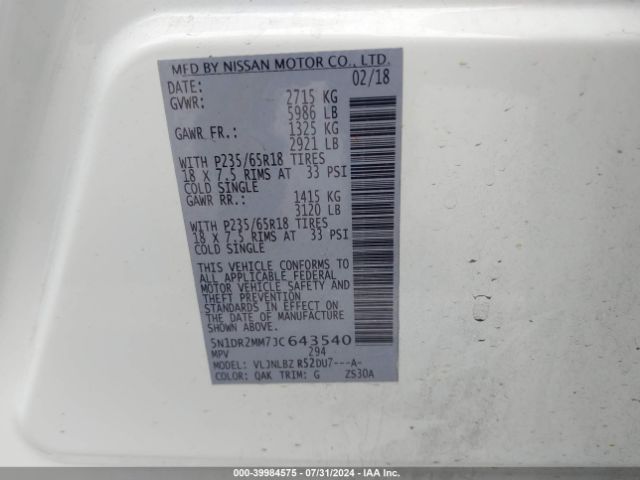 MFD BY NISSAN MOTOR CO., LTD.
DATE: 02/18
GVWR: 2715 KG
5986 LB
GAWR FR.: 1325 KG
2921 LB
WITH P235/65R18 TIRES
18 X 7.5 RIMS AT 33 PSI
COLD SINGLE
GAWR RR.: 1415 KG
3120 LB
WITH P235/65R18 TIRES
18 X 7.5 RIMS AT 33 PSI
COLD SINGLE
THIS VEHICLE CONFORMS TO
ALL APPLICABLE FEDERAL
MOTOR VEHICLE SAFETY AND
THEFT PREVENTION
STANDARDS IN EFFECT ON
THE DATE OF MANUFACTURE
SHOWN ABOVE.
5N1DR2MM7JC643540
MPV 294
MODEL: VLJNLBZ R52DU7---A-
COLOR: QAK TRIM: G ZS30A
000-39984575 - 07/31/2024 - IAA Inc.